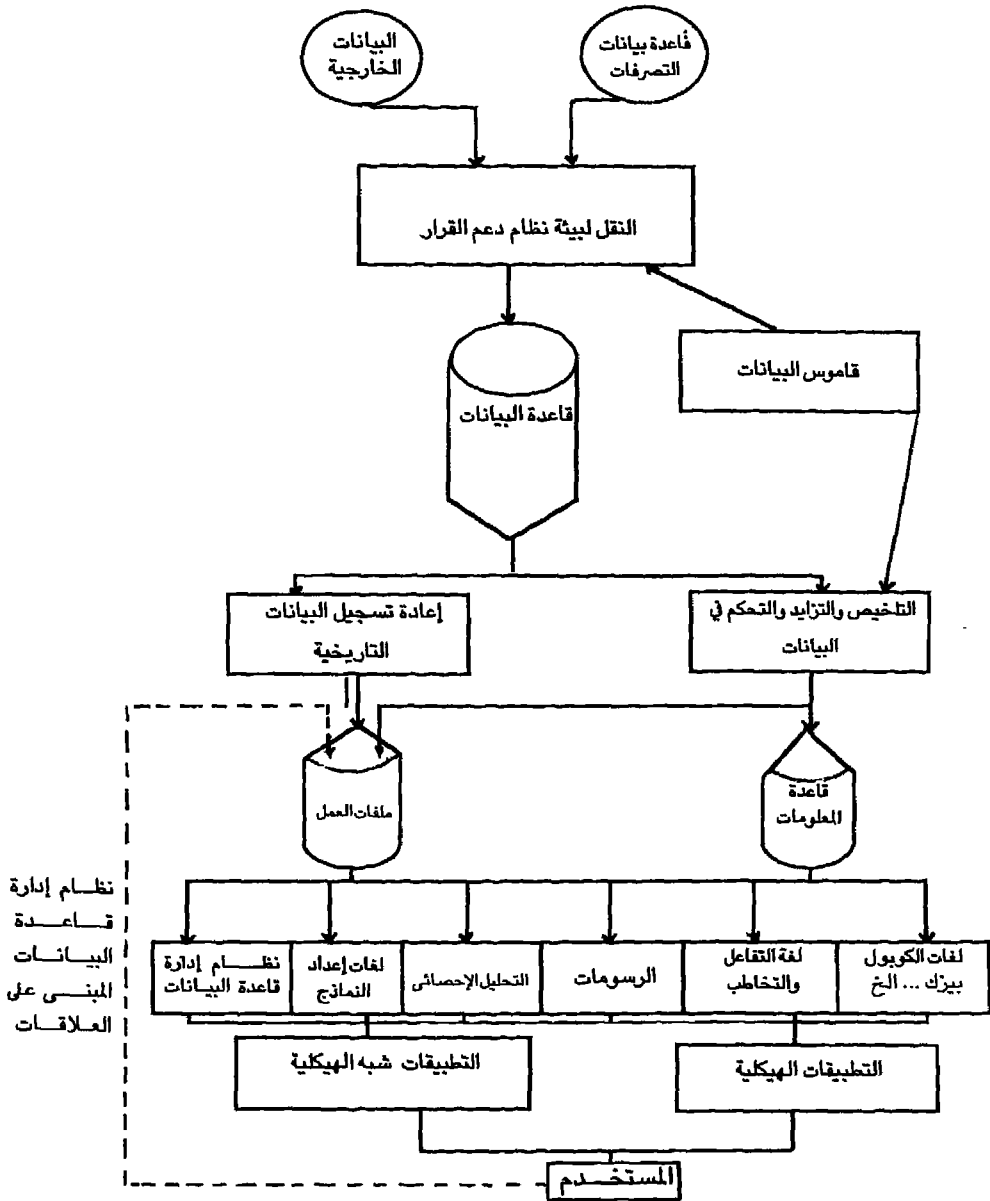 قاعدة بيانات
التصرفات
البيانات
الخارجية
النقل لبيئة نظام دعم القرار
قاموس البيانات
قاعدة البيانات
التلخيص والتزايد والتحكم في
البيانات
إعادة تسجيل البيانات
التاريخية
قاعدة
المعلومات
ملفات العمل
نظام إدارة
قاعدة
البيانات
المبنى على
العلاقات
لغات الكوبول
بيزك ... الخ
لغة التفاعل
والتخاطب
الرسومات
التحليل الإحصائى
لغات إعداد
النماذج
نظام إدارة
قاعدة البيانات
التطبيقات الهيكلية
التطبيقات شبه الهيكلية
المستخدم